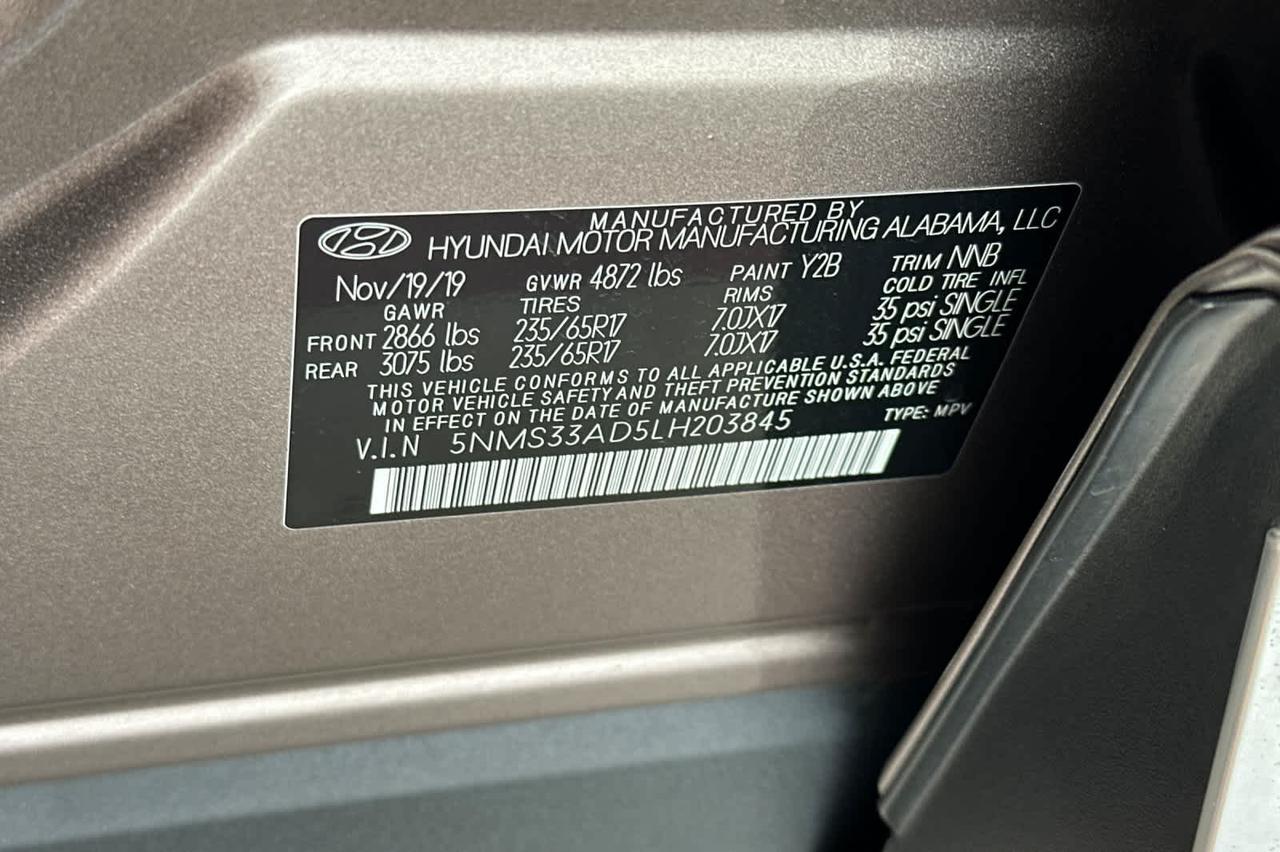 MANUFACTURED BY
HYUNDAI MOTOR MANUFACTURING ALABAMA, LLC
Nov/19/19 GVWR 4872 lbs PAINT Y2B TRIM NNB
GAWR TIRES RIMS COLD TIRE INFL
FRONT 2866 lbs 235/65R17 7.0JX17 35 psi SINGLE
REAR 3075 lbs 235/65R17 7.0JX17 35 psi SINGLE
THIS VEHICLE CONFORMS TO ALL APPLICABLE U.S.A. FEDERAL
MOTOR VEHICLE SAFETY AND THEFT PREVENTION STANDARDS
IN EFFECT ON THE DATE OF MANUFACTURE SHOWN ABOVE
V.I.N 5NMS33AD5LH203845 TYPE: MPV